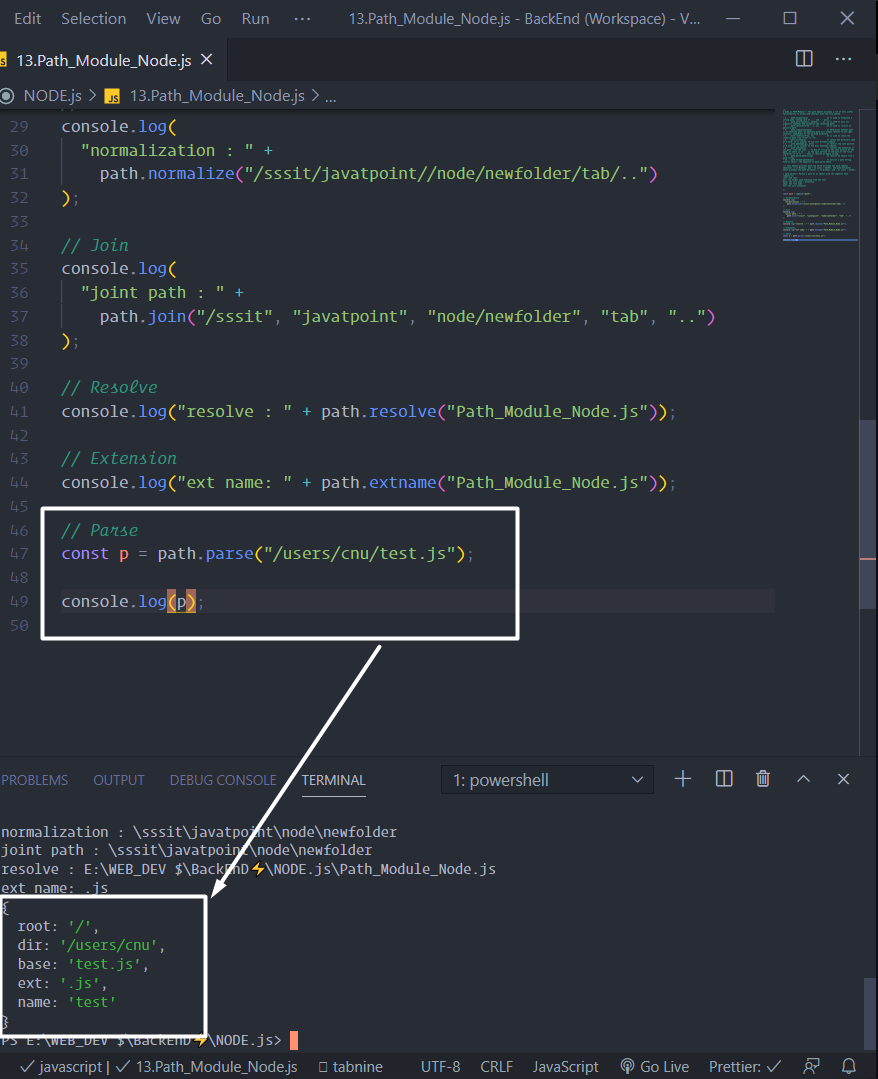 Edit Selection View Go Run ··· 13.Path_Module_Node.js - BackEnd (Workspace) - V...
13.Path_Module_Node.js
NODE.js > JS 13.Path_Module_Node.js > ...
29 console.log(
30 "normalization : " +
31 path.normalize("/sssit/javatpoint//node/newfolder/tab/..")
32 );
33
34 // Join
35 console.log(
36 "joint path : " +
37 path.join("/sssit", "javatpoint", "node/newfolder", "tab", "..")
38 );
39
40 // Resolve
41 console.log("resolve : " + path.resolve("Path_Module_Node.js"));
42
43 // Extension
44 console.log("ext name: " + path.extname("Path_Module_Node.js"));
45
46 // Parse
47 const p = path.parse("/users/cnu/test.js");
48
49 console.log(p);
50
PROBLEMS OUTPUT DEBUG CONSOLE TERMINAL 1: powershell
normalization : \sssit\javatpoint\node\newfolder
joint path : \sssit\javatpoint\node\newfolder
resolve : E:\WEB_DEV $\BackEnD⚡\NODE.js\Path_Module_Node.js
ext name: .js
{
root: '/',
dir: '/users/cnu',
base: 'test.js',
ext: '.js',
name: 'test'
}
PS E:\WEB_DEV $\BackEnD⚡\NODE.js>
javascript | ✓ 13.Path_Module_Node.js tabnine UTF-8 CRLF JavaScript Go Live Prettier: ✓